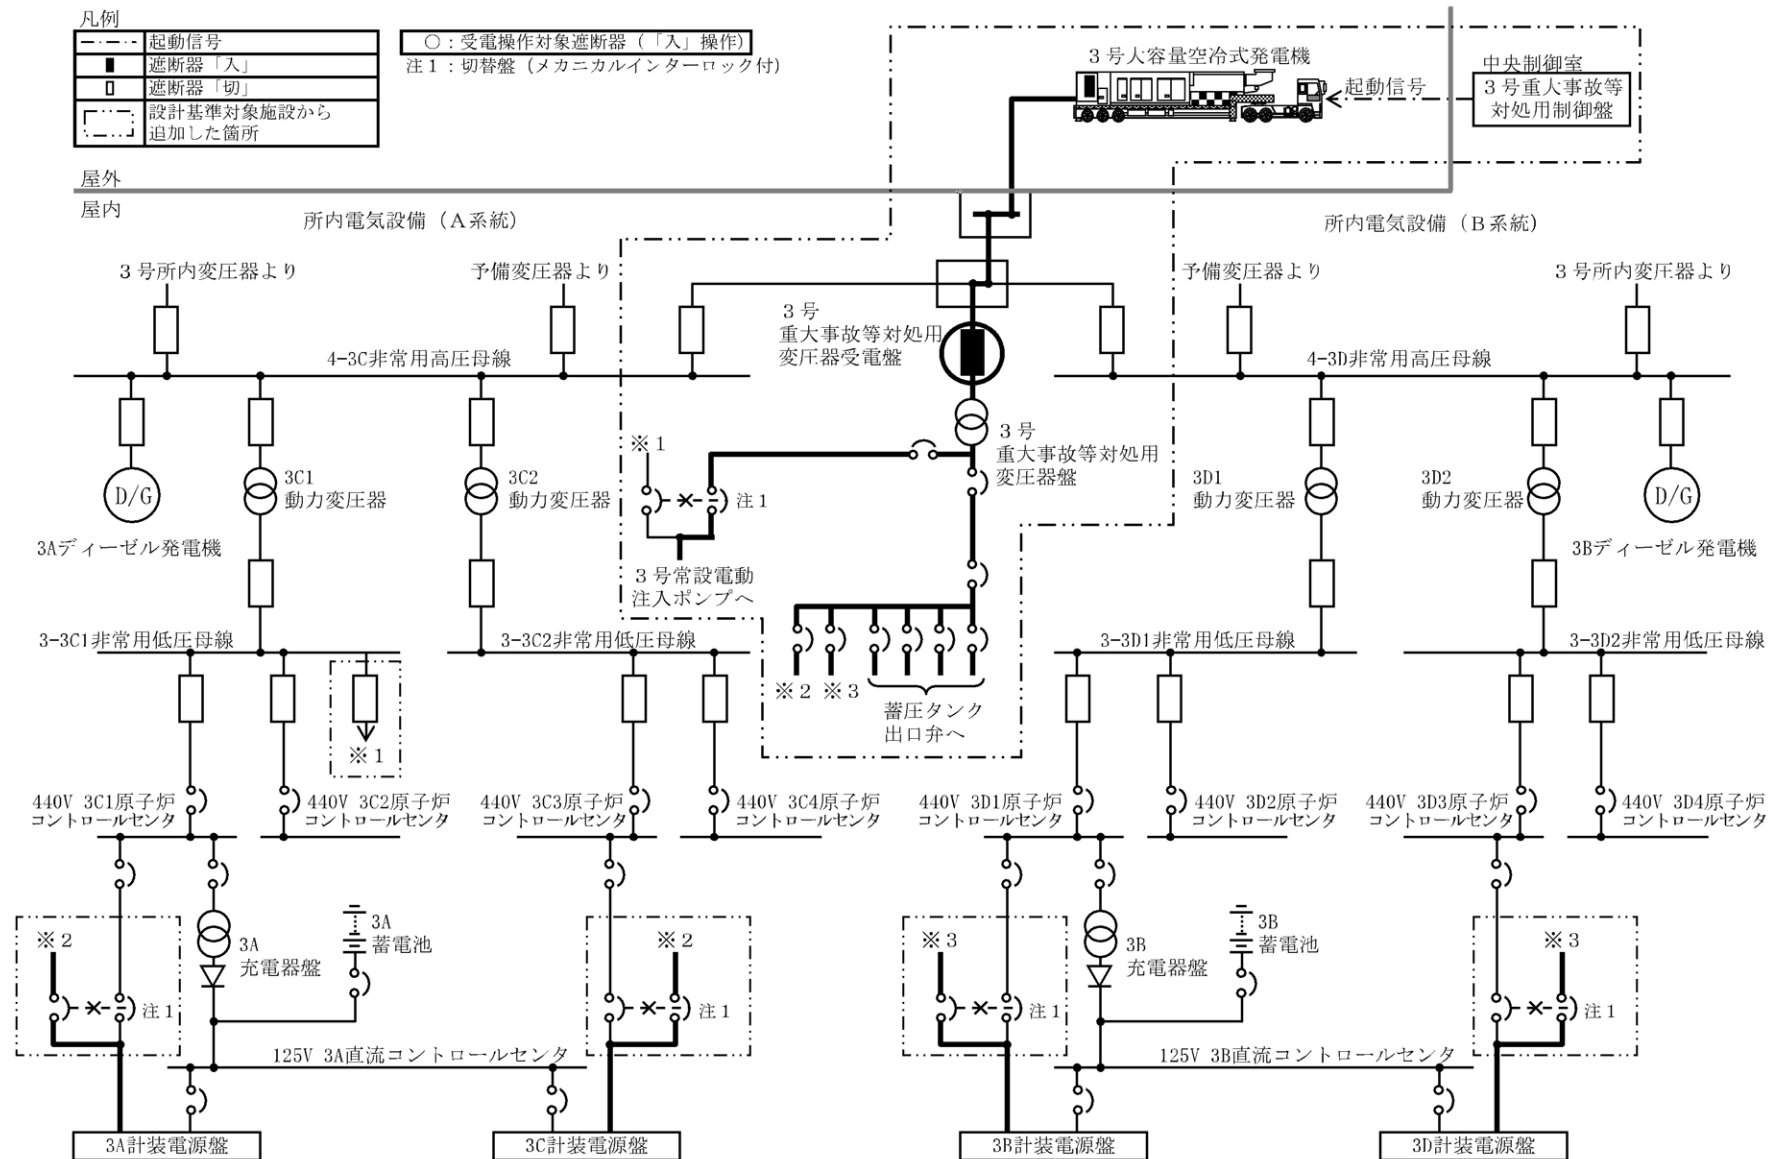 凡例
起動信号
遮断器「入」
遮断器「切」
設計基準対象施設から
追加した箇所
○:受電操作対象遮断器(「入」操作)
注1:切替盤(メカニカルインターロック付)
3号大容量空冷式発電機
起動信号
中央制御室
3号重大事故等
対処用制御盤
屋外
屋内
所内電気設備(A系統)
所内電気設備(B系統)
3号所内変圧器より
予備変圧器より
予備変圧器より
3号所内変圧器より
3号
重大事故等対処用
変圧器受電盤
4-3C非常用高圧母線
4-3D非常用高圧母線
3号
重大事故等対処用
変圧器盤
※1
注1
D/G
3C1
動力変圧器
3C2
動力変圧器
3D1
動力変圧器
3D2
動力変圧器
D/G
3Aディーゼル発電機
3Bディーゼル発電機
3号常設電動
注入ポンプへ
3-3C1非常用低圧母線
3-3C2非常用低圧母線
3-3D1非常用低圧母線
3-3D2非常用低圧母線
※2
※3
蓄圧タンク
出口弁へ
※1
440V 3C1原子炉
コントロールセンタ
440V 3C2原子炉
コントロールセンタ
440V 3C3原子炉
コントロールセンタ
440V 3C4原子炉
コントロールセンタ
440V 3D1原子炉
コントロールセンタ
440V 3D2原子炉
コントロールセンタ
440V 3D3原子炉
コントロールセンタ
440V 3D4原子炉
コントロールセンタ
※2
注1
3A
充電器盤
3A
蓄電池
※2
注1
※3
注1
3B
充電器盤
3B
蓄電池
※3
注1
125V 3A直流コントロールセンタ
125V 3B直流コントロールセンタ
3A計装電源盤
3C計装電源盤
3B計装電源盤
3D計装電源盤